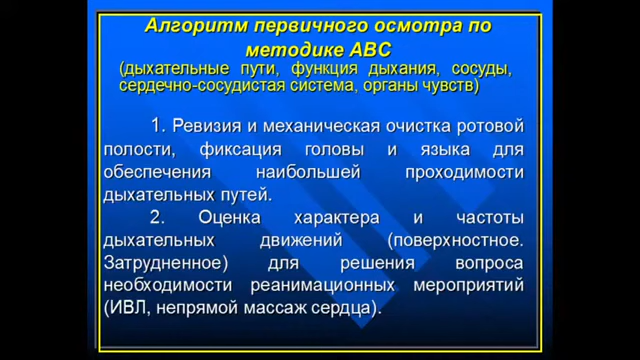 Алгоритм первичного осмотра по
методике АВС
(дыхательные пути, функция дыхания, сосуды,
сердечно-сосудистая система, органы чувств)
1. Ревизия и механическая очистка ротовой
полости, фиксация головы и языка для
обеспечения наибольшей проходимости
дыхательных путей.
2. Оценка характера и частоты
дыхательных движений (поверхностное.
Затрудненное) для решения вопроса
необходимости реанимационных мероприятий
(ИВЛ, непрямой массаж сердца).